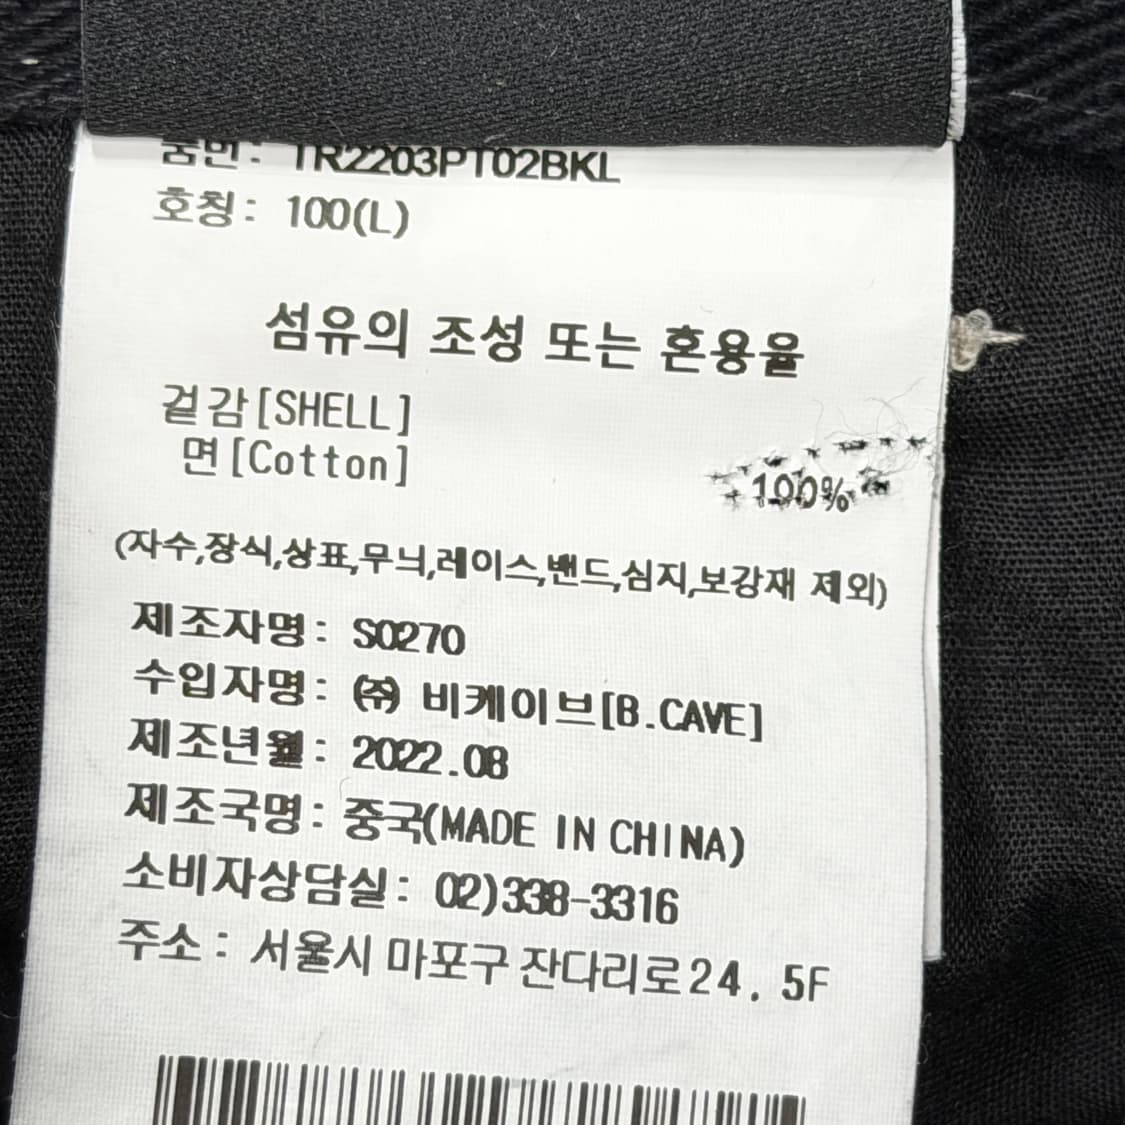 품번: TR2203PT02BKL
호칭: 100(L)
섬유의 조성 또는 혼용율
겉감[SHELL]
면[Cotton] 100%
(자수,장식,상표,무늬,레이스,밴드,심지,보강재 제외)
제조자명: SO270
수입자명: ㈜ 비케이브[B.CAVE]
제조년월: 2022.08
제조국명: 중국(MADE IN CHINA)
소비자상담실: 02)338-3316
주소: 서울시 마포구 잔다리로24, 5F